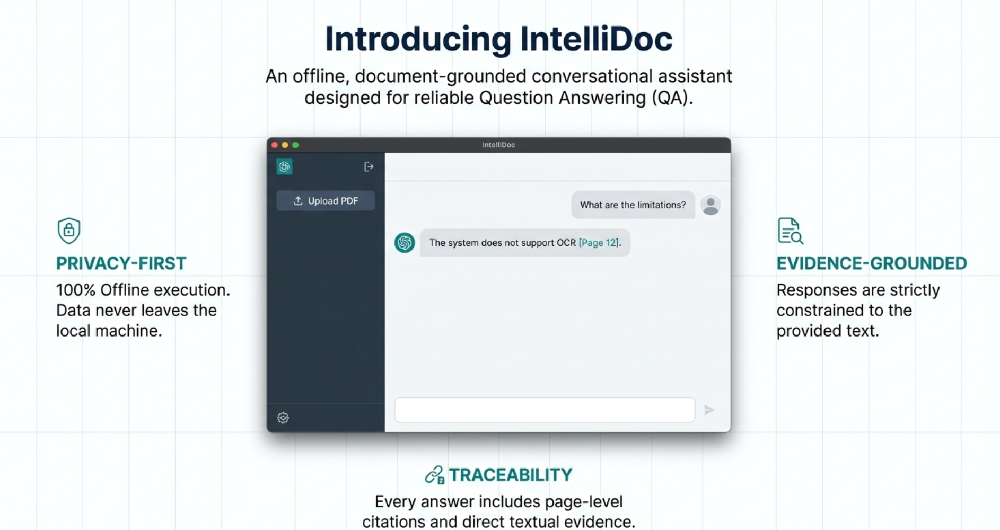 Introducing IntelliDoc
An offline, document-grounded conversational assistant
designed for reliable Question Answering (QA).
IntelliDoc
Upload PDF
What are the limitations?
The system does not support OCR [Page 12].
PRIVACY-FIRST
100% Offline execution.
Data never leaves the
local machine.
EVIDENCE-GROUNDED
Responses are strictly
constrained to the
provided text.
TRACEABILITY
Every answer includes page-level
citations and direct textual evidence.